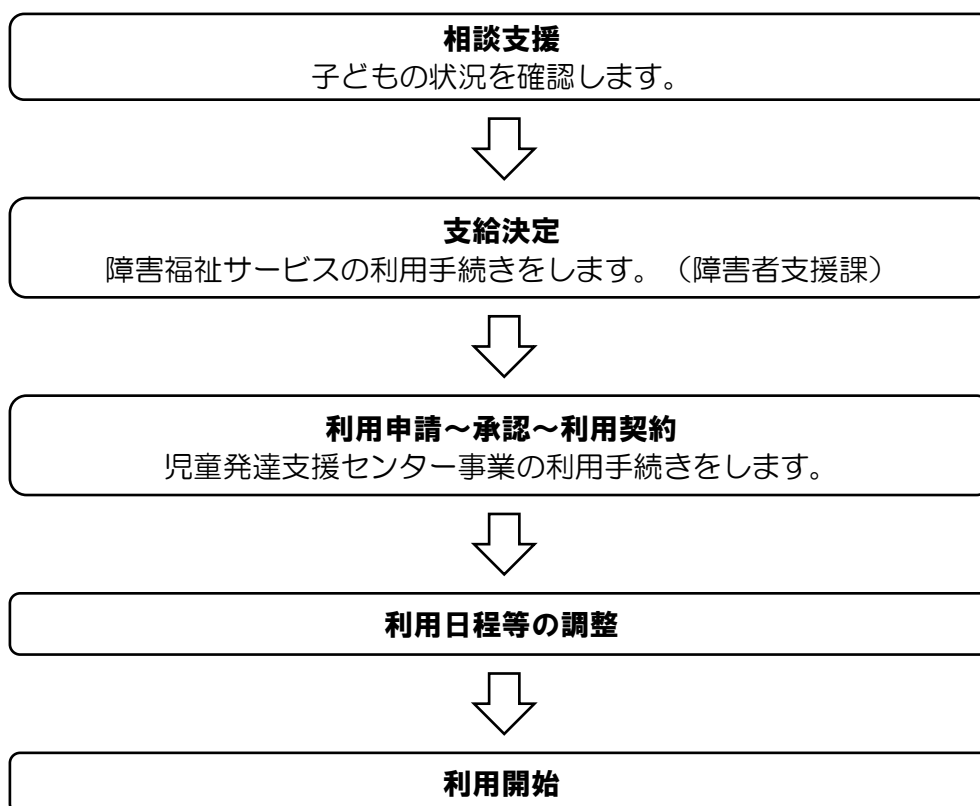 相談支援
子どもの状況を確認します。
支給決定
障害福祉サービスの利用手続きをします。（障害者支援課）
利用申請～承認～利用契約
児童発達支援センター事業の利用手続きをします。
利用日程等の調整
利用開始